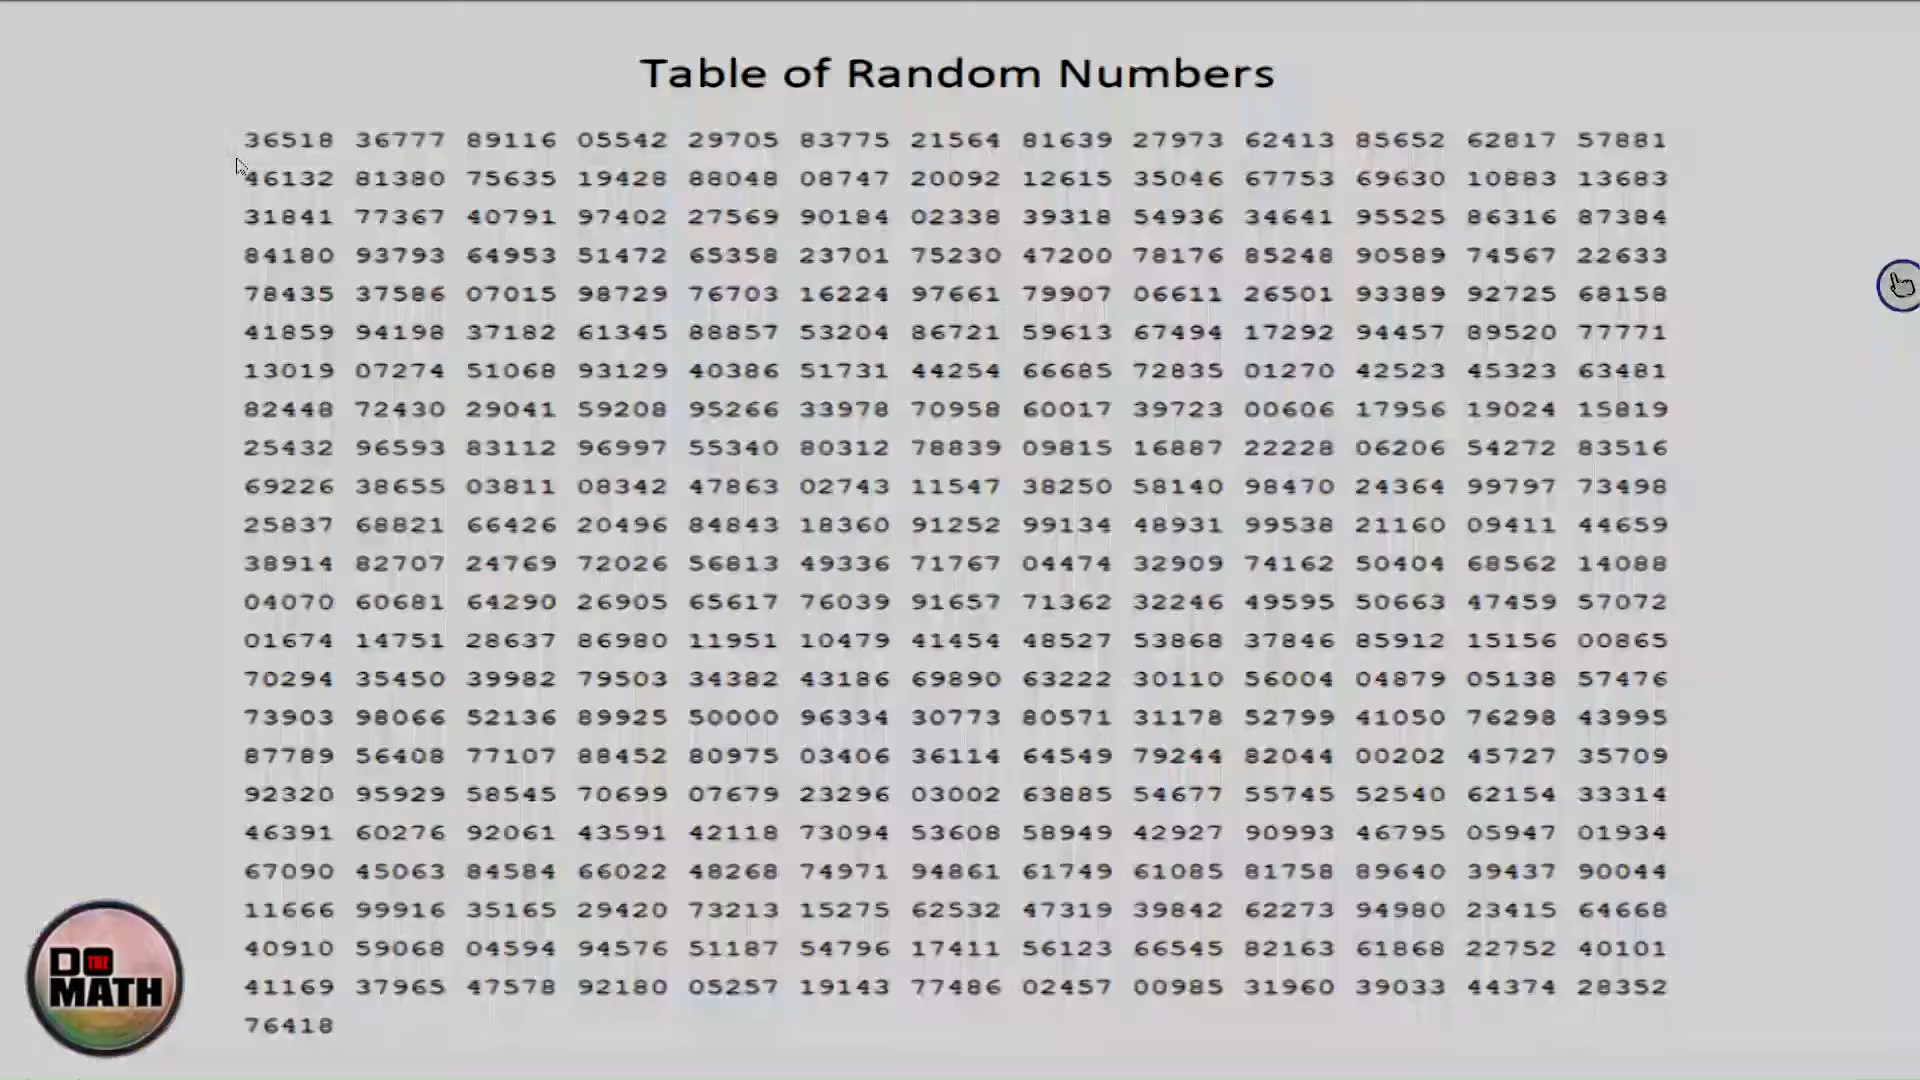 Table of Random Numbers
36518 36777 89116 05542 29705 83775 21564 81639 27973 62413 85652 62817 57881
46132 81380 75635 19428 88048 08747 20092 12615 35046 67753 69630 10883 13683
31841 77367 40791 97402 27569 90184 02338 39318 54936 34641 95525 86316 87384
84180 93793 64953 51472 65358 23701 75230 47200 78176 85248 90589 74567 22633
78435 37586 07015 98729 76703 16224 97661 79907 06611 26501 93389 92725 68158
41859 94198 37182 61345 88857 53204 86721 59613 67494 17292 94457 89520 77771
13019 07274 51068 93129 40386 51731 44254 66685 72835 01270 42523 45323 63481
82448 72430 29041 59208 95266 33978 70958 60017 39723 00606 17956 19024 15819
25432 96593 83112 96997 55340 80312 78839 09815 16887 22228 06206 54272 83516
69226 38655 03811 08342 47863 02743 11547 38250 58140 98470 24364 99797 73498
25837 68821 66426 20496 84843 18360 91252 99134 48931 99538 21160 09411 44659
38914 82707 24769 72026 56813 49336 71767 04474 32909 74162 50404 68562 14088
04070 60681 64290 26905 65617 76039 91657 71362 32246 49595 50663 47459 57072
01674 14751 28637 86980 11951 10479 41454 48527 53868 37846 85912 15156 00865
70294 35450 39982 79503 34382 43186 69890 63222 30110 56004 04879 05138 57476
73903 98066 52136 89925 50000 96334 30773 80571 31178 52799 41050 76298 43995
87789 56408 77107 88452 80975 03406 36114 64549 79244 82044 00202 45727 35709
92320 95929 58545 70699 07679 23296 03002 63885 54677 55745 52540 62154 33314
46391 60276 92061 43591 42118 73094 53608 58949 42927 90993 46795 05947 01934
67090 45063 84584 66022 48268 74971 94861 61749 61085 81758 89640 39437 90044
11666 99916 35165 29420 73213 15275 62532 47319 39842 62273 94980 23415 64668
40910 59068 04594 94576 51187 54796 17411 56123 66545 82163 61868 22752 40101
41169 37965 47578 92180 05257 19143 77486 02457 00985 31960 39033 44374 28352
76418
DO THE
MATH